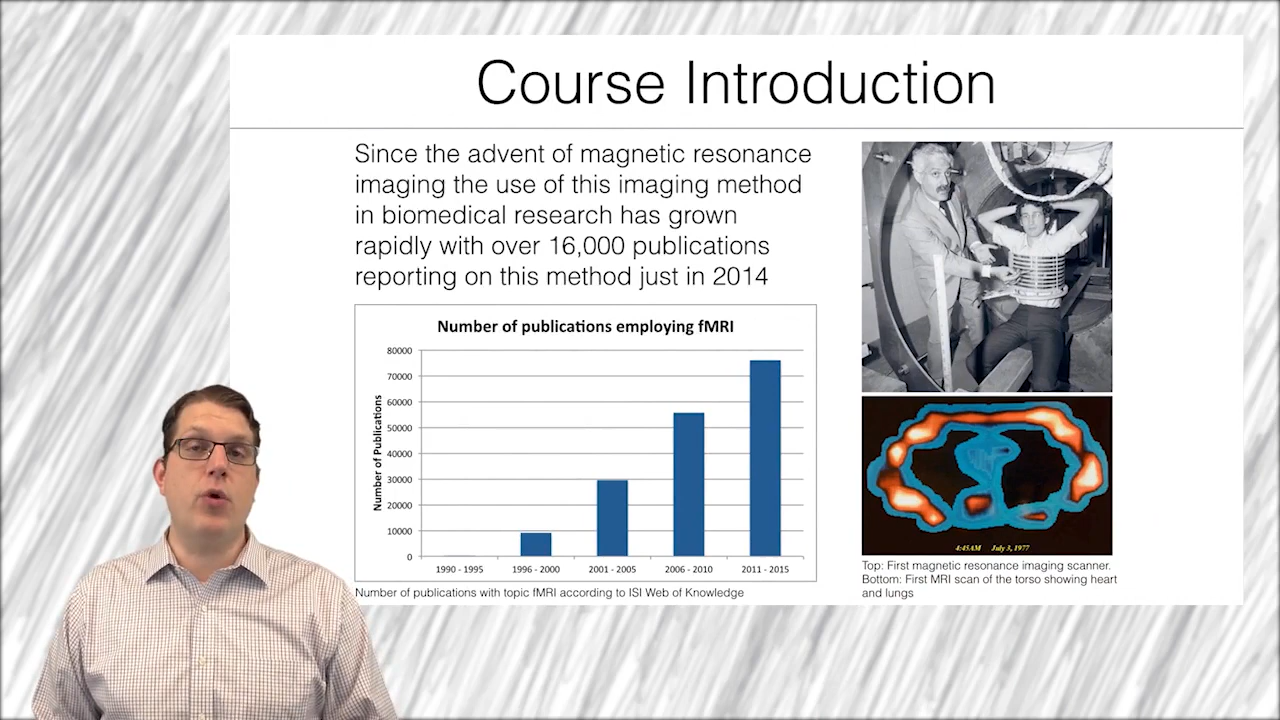 Course Introduction
Since the advent of magnetic resonance
imaging the use of this imaging method
in biomedical research has grown
rapidly with over 16,000 publications
reporting on this method just in 2014
Number of publications employing fMRI
Number of Publications
80000
70000
60000
50000
40000
30000
20000
10000
0
1990 - 1995
1996 - 2000
2001 - 2005
2006 - 2010
2011 - 2015
Number of publications with topic fMRI according to ISI Web of Knowledge
4:45AM July 3, 1977
Top: First magnetic resonance imaging scanner.
Bottom: First MRI scan of the torso showing heart
and lungs